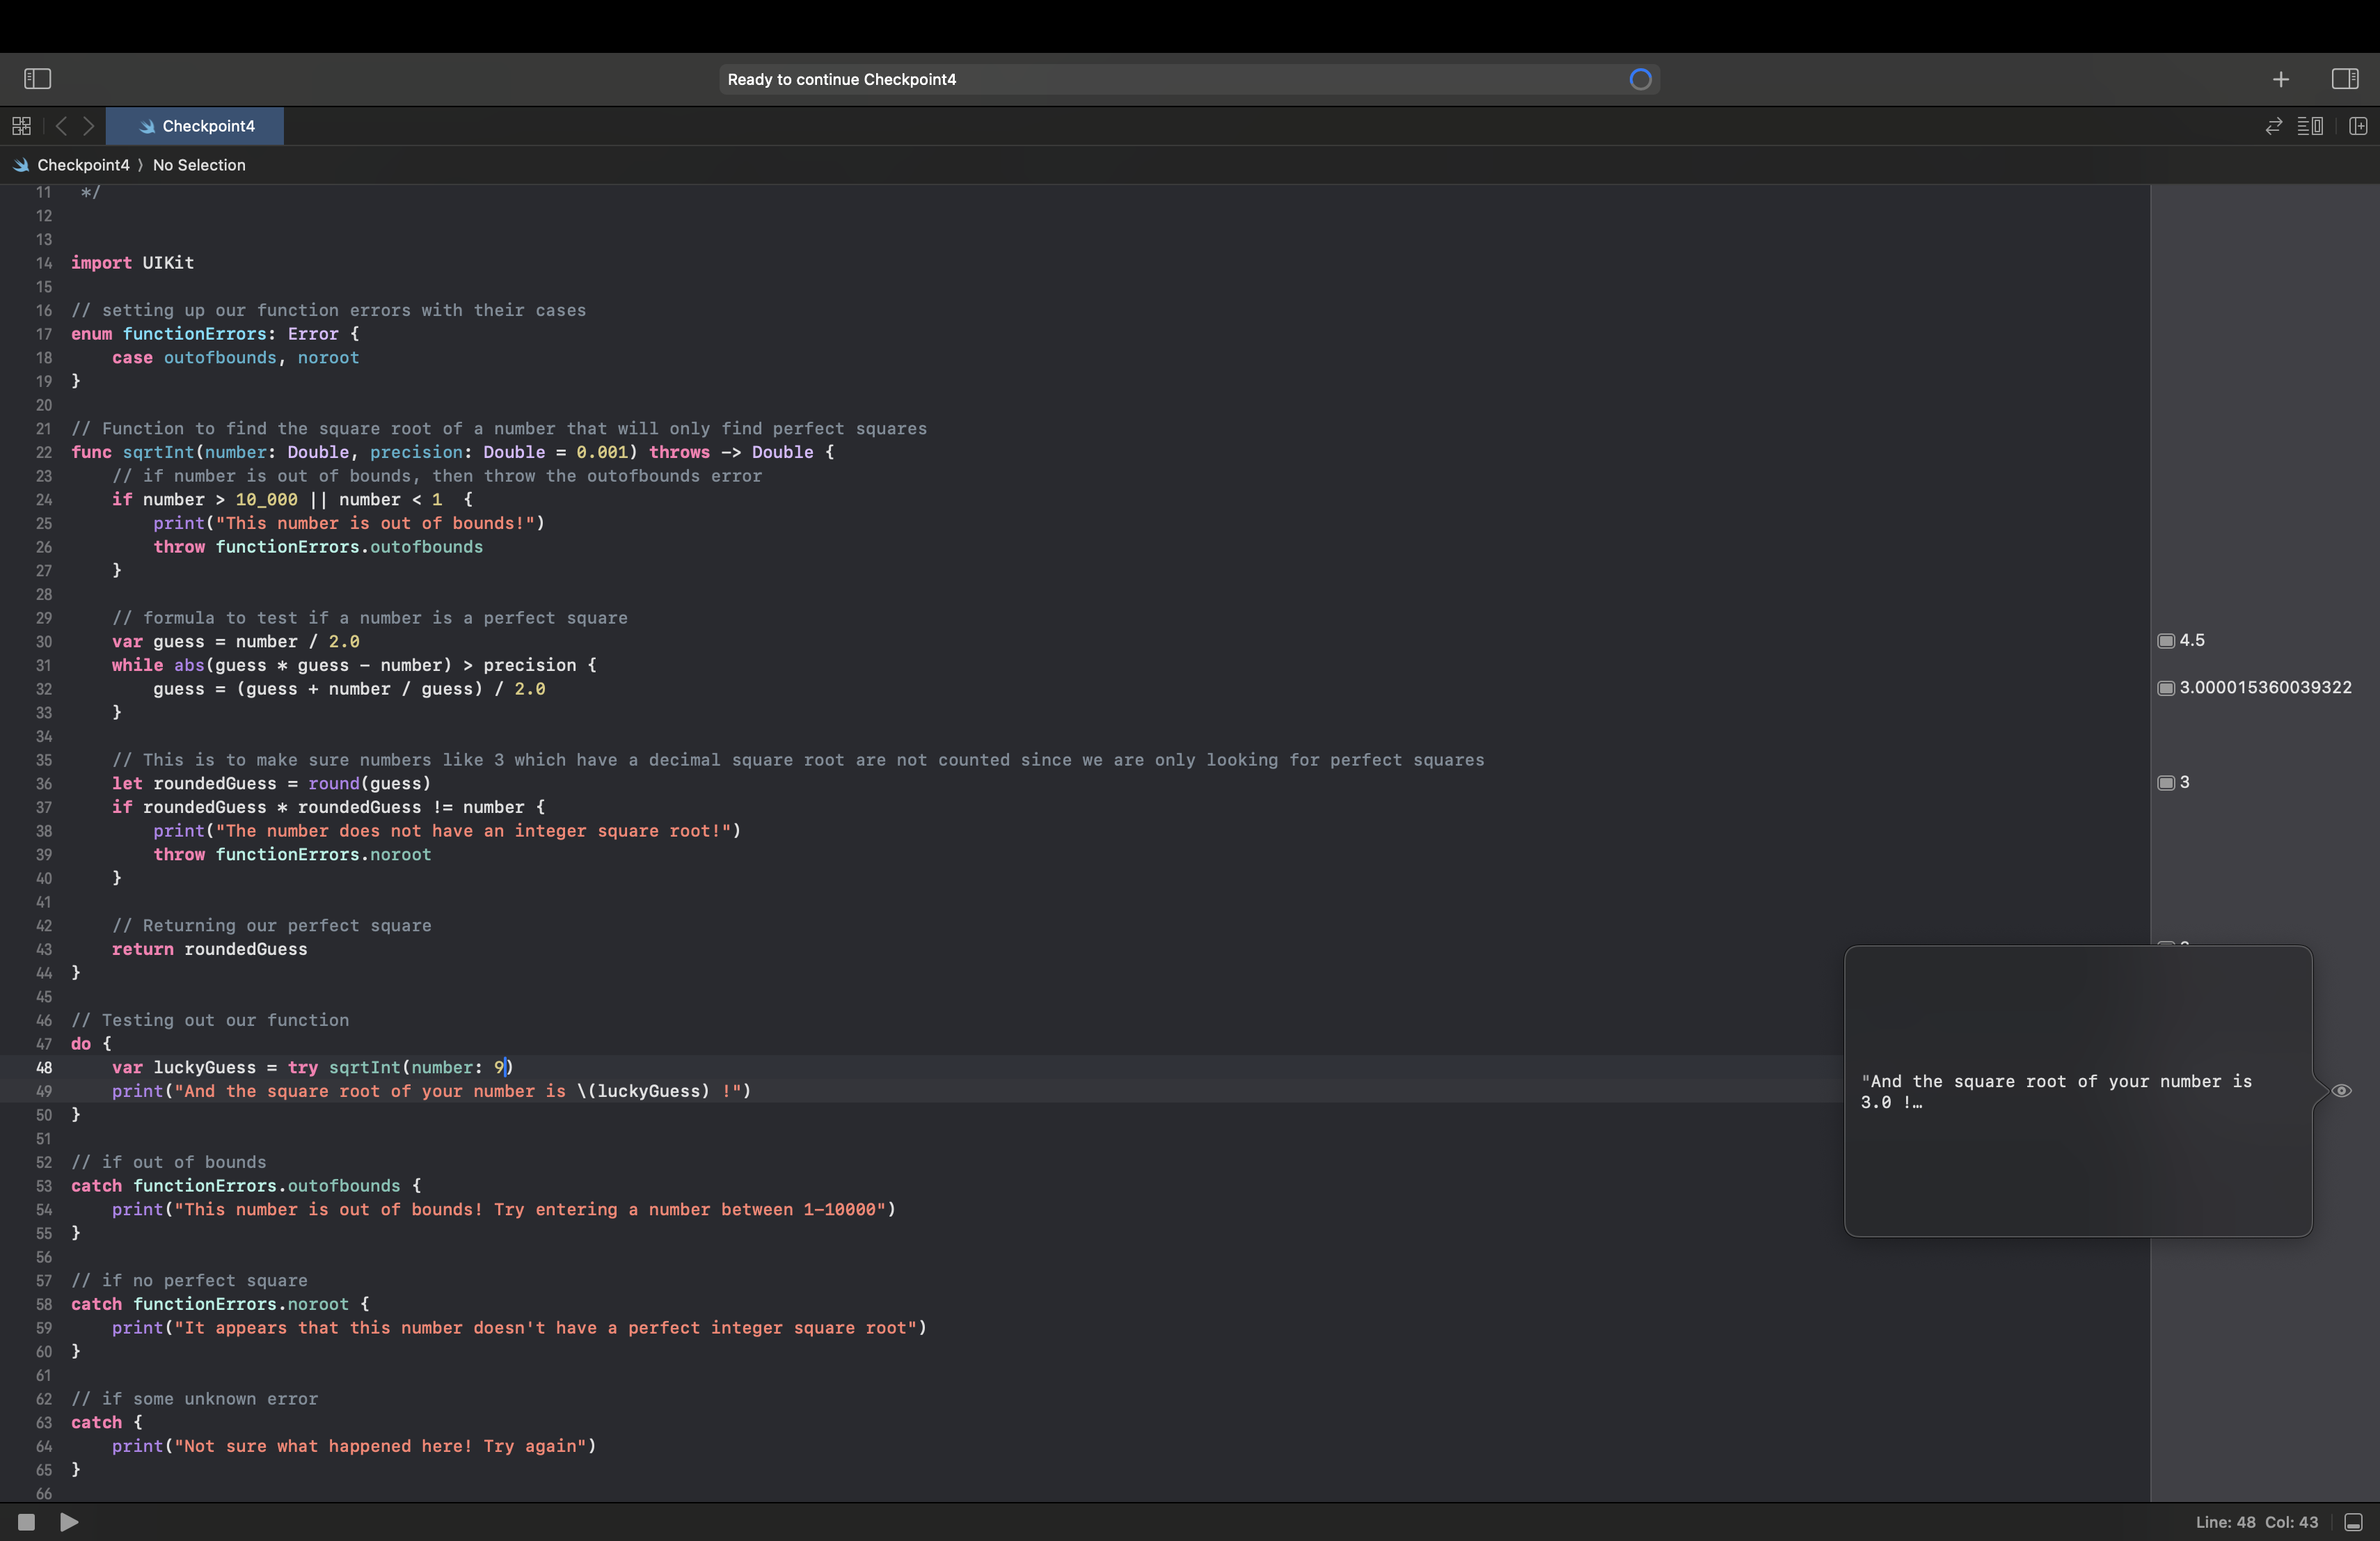 Ready to continue Checkpoint4
Checkpoint4
Checkpoint4 〉 No Selection
11 */
12
13
14 import UIKit
15
16 // setting up our function errors with their cases
17 enum functionErrors: Error {
18 case outofbounds, noroot
19 }
20
21 // Function to find the square root of a number that will only find perfect squares
22 func sqrtInt(number: Double, precision: Double = 0.001) throws -> Double {
23 // if number is out of bounds, then throw the outofbounds error
24 if number > 10_000 || number < 1 {
25 print("This number is out of bounds!")
26 throw functionErrors.outofbounds
27 }
28
29 // formula to test if a number is a perfect square
30 var guess = number / 2.0
4.5
31 while abs(guess * guess - number) > precision {
32 guess = (guess + number / guess) / 2.0
3.000015360039322
33 }
34
35 // This is to make sure numbers like 3 which have a decimal square root are not counted since we are only looking for perfect squares
36 let roundedGuess = round(guess)
3
37 if roundedGuess * roundedGuess != number {
38 print("The number does not have an integer square root!")
39 throw functionErrors.noroot
40 }
41
42 // Returning our perfect square
43 return roundedGuess
44 }
45
46 // Testing out our function
47 do {
48 var luckyGuess = try sqrtInt(number: 9)
49 print("And the square root of your number is \(luckyGuess) !")
"And the square root of your number is
3.0 !…
50 }
51
52 // if out of bounds
53 catch functionErrors.outofbounds {
54 print("This number is out of bounds! Try entering a number between 1-10000")
55 }
56
57 // if no perfect square
58 catch functionErrors.noroot {
59 print("It appears that this number doesn't have a perfect integer square root")
60 }
61
62 // if some unknown error
63 catch {
64 print("Not sure what happened here! Try again")
65 }
66
Line: 48 Col: 43